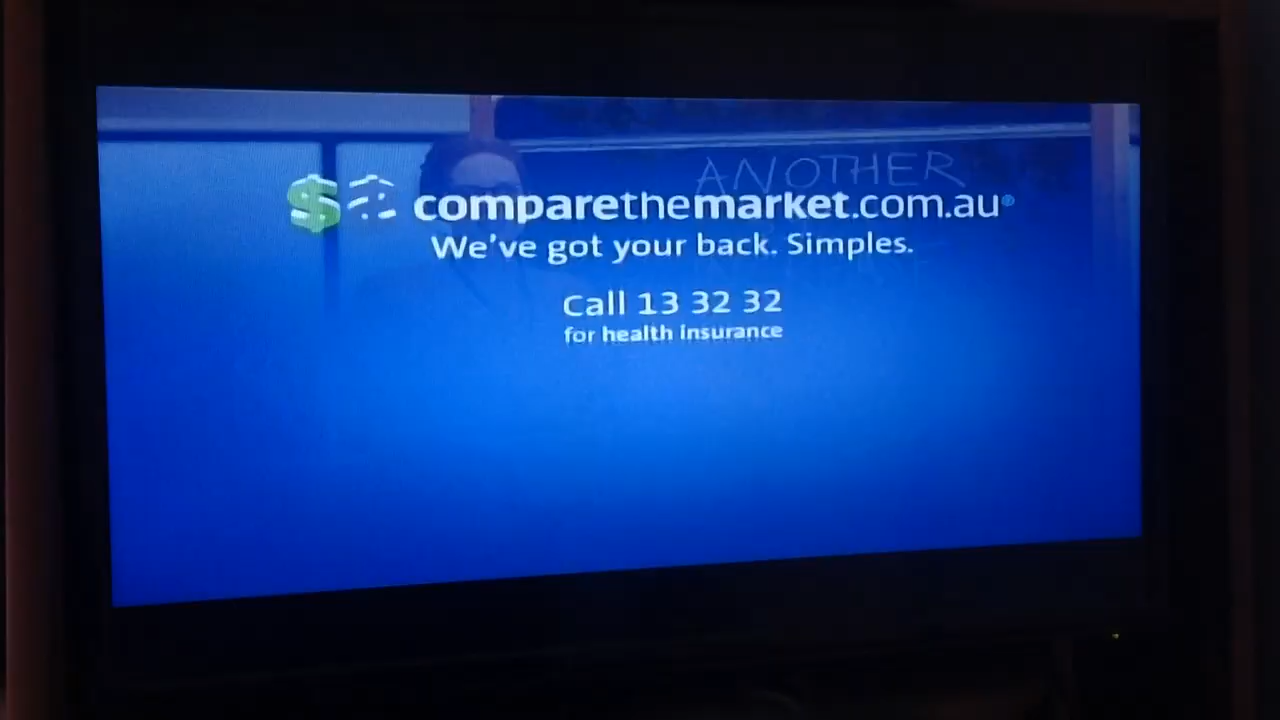 ANOTHER
comparethemarket.com.au®
We've got your back. Simples.
Call 13 32 32
for health insurance